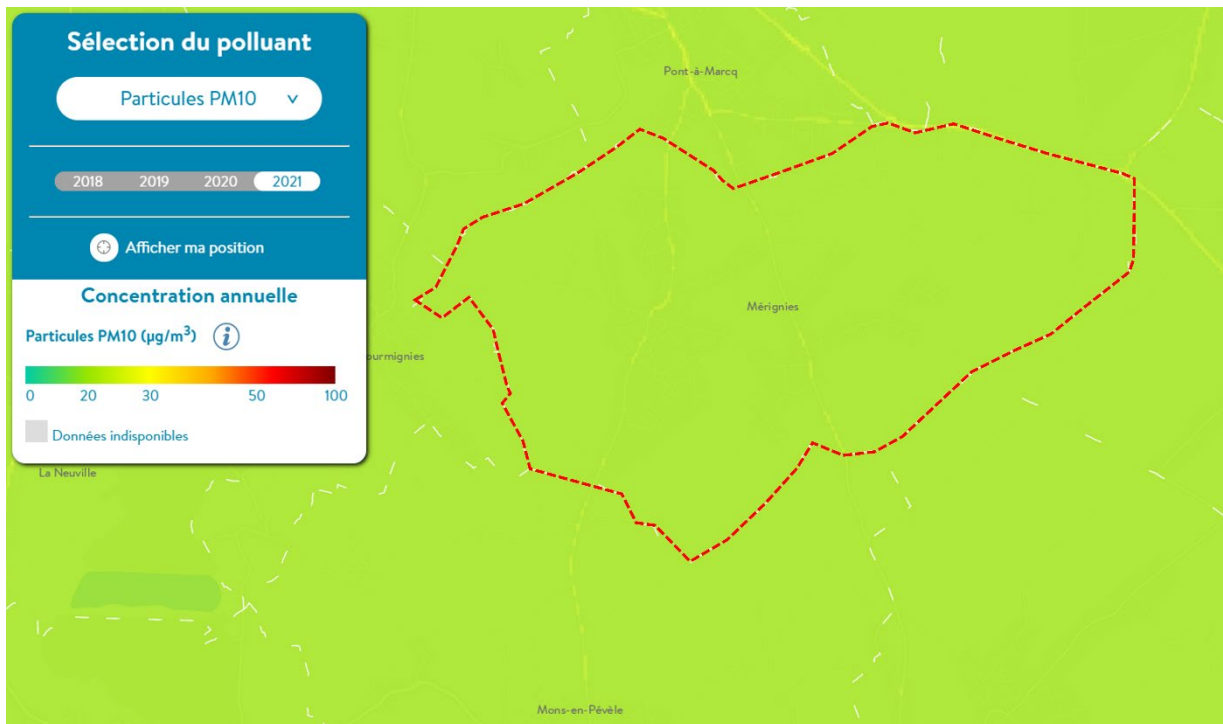 Sélection du polluant
Particules PM10
2018 2019 2020 2021
Afficher ma position
Concentration annuelle
Particules PM10 (µg/m³) i
0 20 30 50 100
Données indisponibles
Pont-à-Marcq
Mérignies
ourmignies
La Neuville
Mons-en-Pévèle